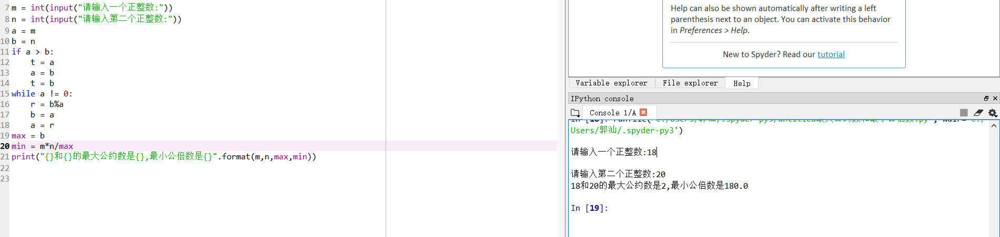 7 m = int(input("请输入一个正整数:"))
8 n = int(input("请输入第二个正整数:"))
9 a = m
10 b = n
11 if a > b:
12     t = a
13     a = b
14     t = b
15 while a != 0:
16     r = b%a
17     b = a
18     a = r
19 max = b
20 min = m*n/max
21 print("{}和{}的最大公约数是{},最小公倍数是{}".format(m,n,max,min))
22
23
Help can also be shown automatically after writing a left
parenthesis next to an object. You can activate this behavior
in Preferences > Help.
New to Spyder? Read our tutorial
Variable explorer File explorer Help
IPython console
Console 1/A
Users/郭汕/.spyder-py3')
请输入一个正整数:18
请输入第二个正整数:20
18和20的最大公约数是2,最小公倍数是180.0
In [19]: